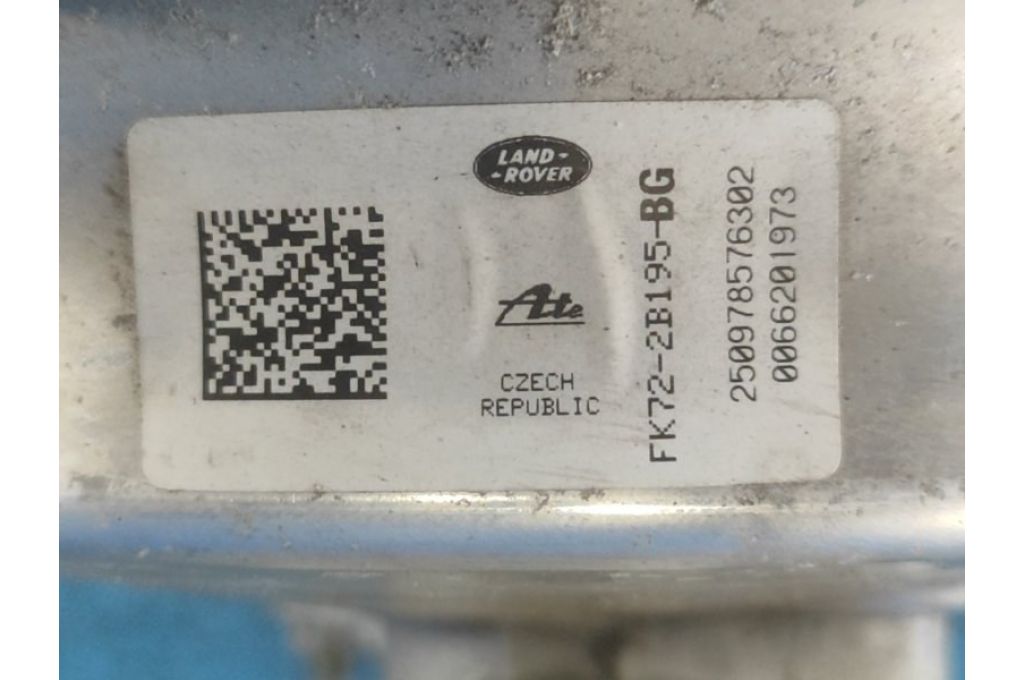 LAND-
-ROVER
Ate
CZECH
REPUBLIC
FK72-2B195-BG
250978576302
0066201973